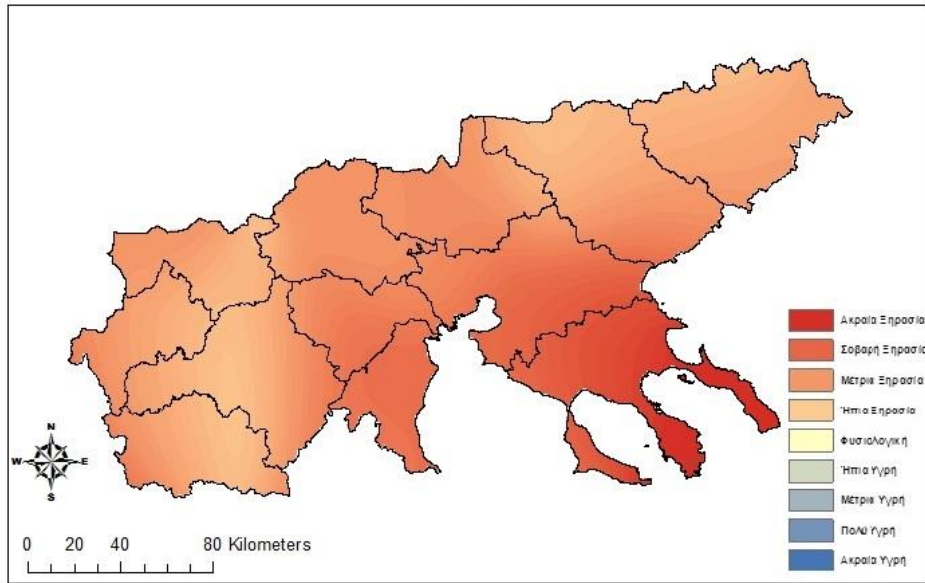 Ακραία Ξηρασία
Σοβαρή Ξηρασία
Μέτρια Ξηρασία
Ήπια Ξηρασία
Φυσιολογική
Ήπια Υγρή
Μέτρια Υγρή
Πολύ Υγρή
Ακραία Υγρή
N
W E
S
0 20 40 80 Kilometers